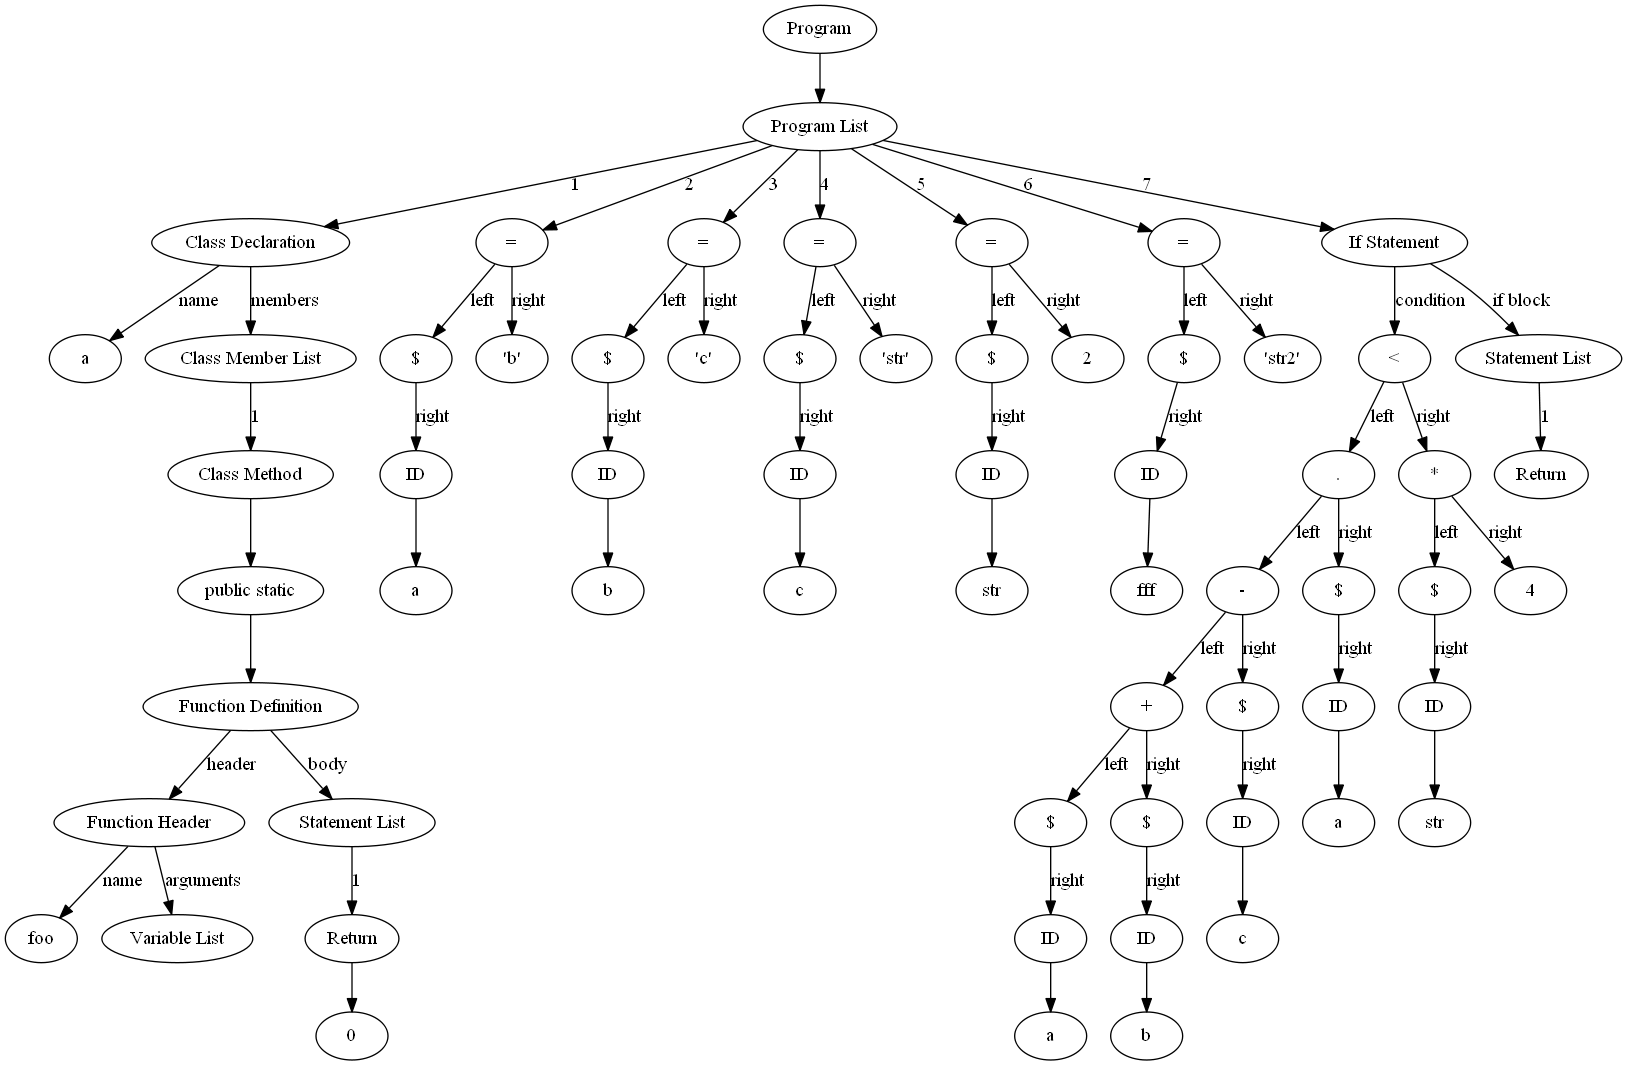 Program
Program List
1
2
3
4
5
6
7
Class Declaration
=
=
=
=
=
If Statement
name
members
left
right
left
right
left
right
left
right
left
right
condition
if block
a
Class Member List
$
'b'
$
'c'
$
'str'
$
2
$
'str2'
<
Statement List
1
right
right
right
right
right
left
right
1
Class Method
ID
ID
ID
ID
ID
.
*
Return
left
right
left
right
public static
a
b
c
str
fff
-
$
$
4
left
right
right
right
Function Definition
+
$
ID
ID
header
body
left
right
right
Function Header
Statement List
$
$
ID
a
str
name
arguments
1
right
right
foo
Variable List
Return
ID
ID
c
0
a
b